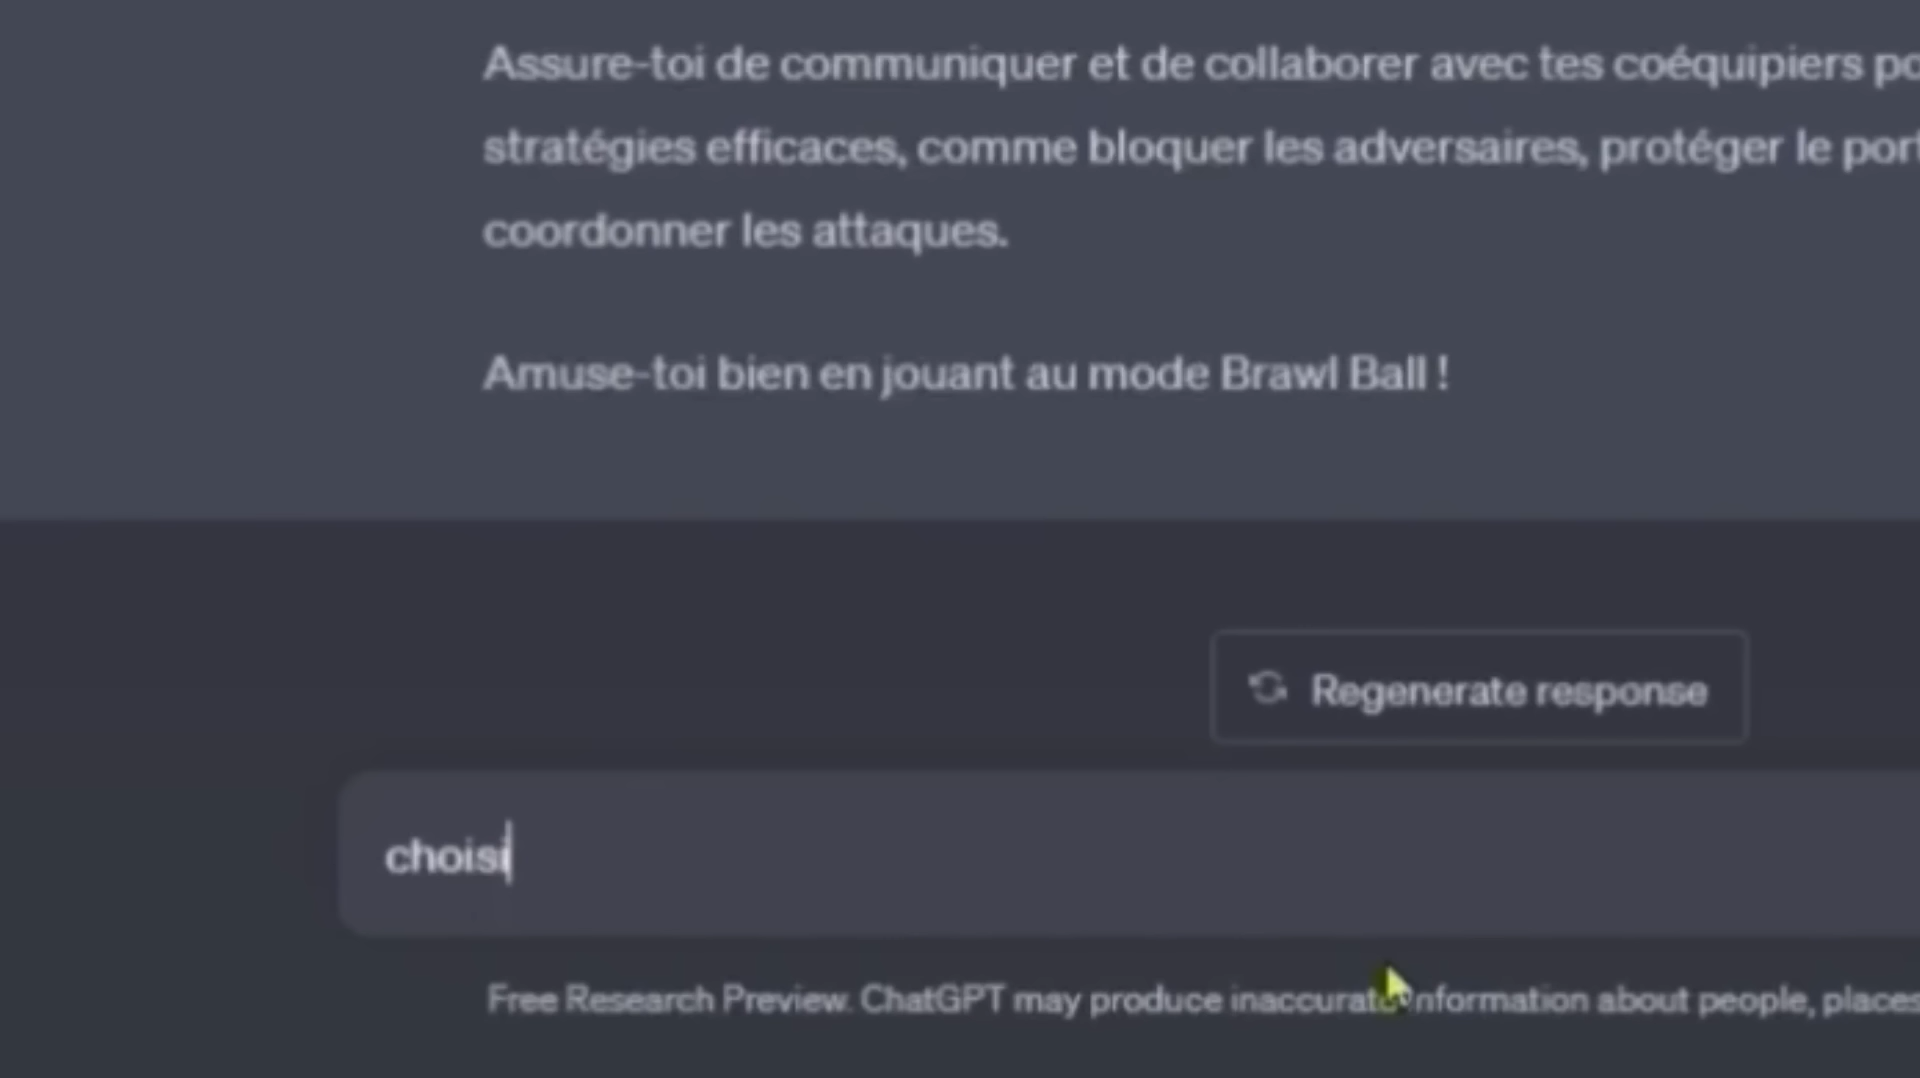 Assure-toi de communiquer et de collaborer avec tes coéquipiers
stratégies efficaces, comme bloquer les adversaires, protéger le
coordonner les attaques.
Amuse-toi bien en jouant au mode Brawl Ball !
Regenerate response
choisi
Free Research Preview. ChatGPT may produce inaccurate information about people, places